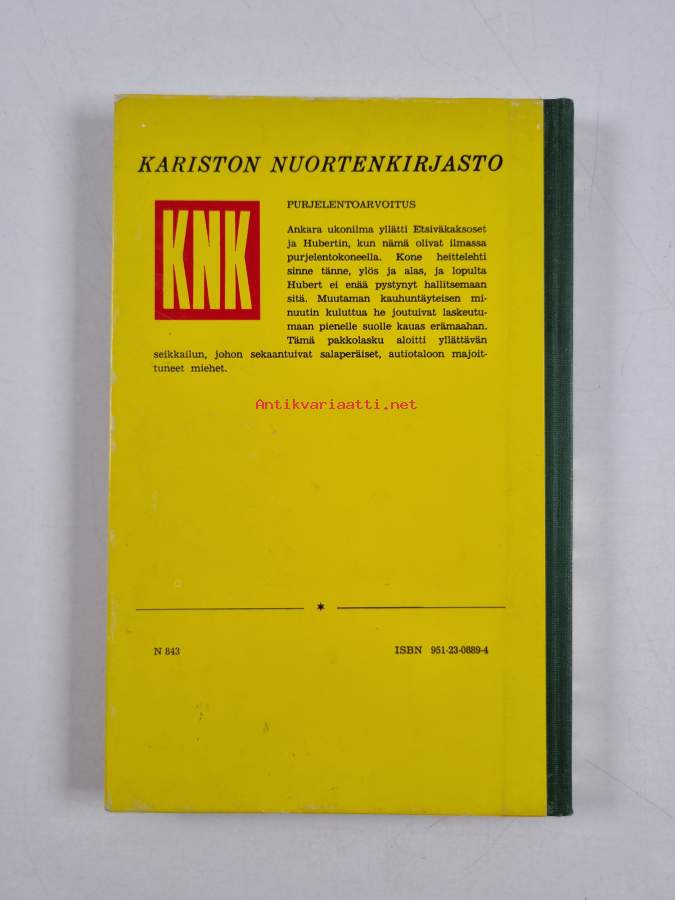 KARISTON NUORTENKIRJASTO
KNK
PURJELENTOARVOITUS
Ankara ukonilma yllätti Etsiväkaksoset
ja Hubertin, kun nämä olivat ilmassa
purjelentokoneella. Kone heittelehti
sinne tänne, ylös ja alas, ja lopulta
Hubert ei enää pystynyt hallitsemaan
sitä. Muutaman kauhuntäyteisen mi-
nuutin kuluttua he joutuivat laskeutu-
maan pienelle suolle kauas erämaahan.
Tämä pakkolasku aloitti yllättävän
seikkailun, johon sekaantuivat salaperäiset, autiotaloon majoit-
tuneet miehet.
Antikvariaatti.net
N 843
ISBN 951-23-0889-4